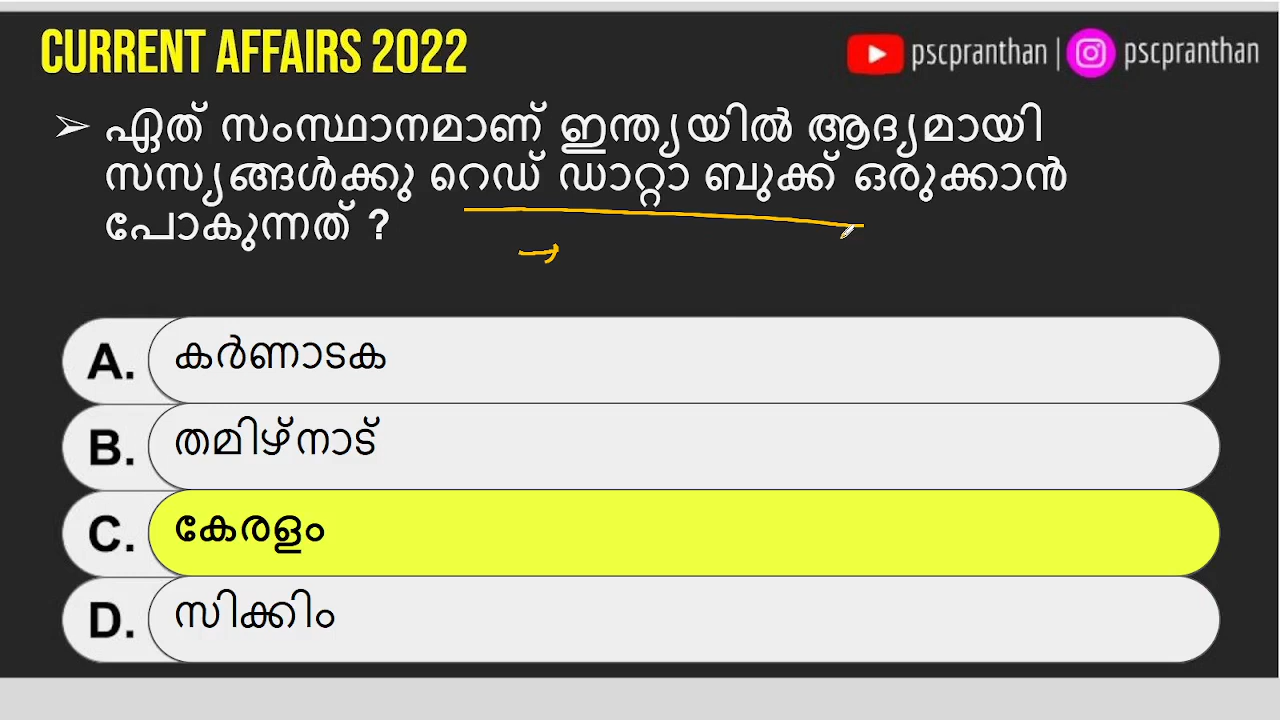 CURRENT AFFAIRS 2022
pscpranthan | pscpranthan
➢ ഏത് സംസ്ഥാനമാണ് ഇന്ത്യയിൽ ആദ്യമായി
സസ്യങ്ങൾക്കു റെഡ് ഡാറ്റാ ബുക്ക് ഒരുക്കാൻ
പോകുന്നത് ?
A. കർണാടക
B. തമിഴ്നാട്
C. കേരളം
D. സിക്കിം